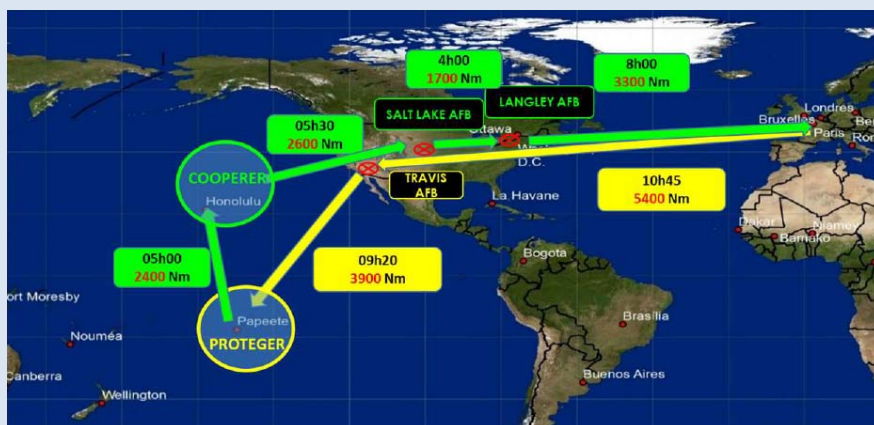 4h00
1700 Nm
8h00
3300 Nm
SALT LAKE AFB
LANGLEY AFB
Ottawa
D.C.
Londres
Bruxelles
Paris
05h30
2600 Nm
TRAVIS
AFB
10h45
5400 Nm
COOPERER
Honolulu
La Havane
Dakar
Niamey
Bamako
05h00
2400 Nm
09h20
3900 Nm
Bogota
Port Moresby
Papeete
PROTEGER
Nouméa
Brasília
Canberra
Buenos Aires
Wellington